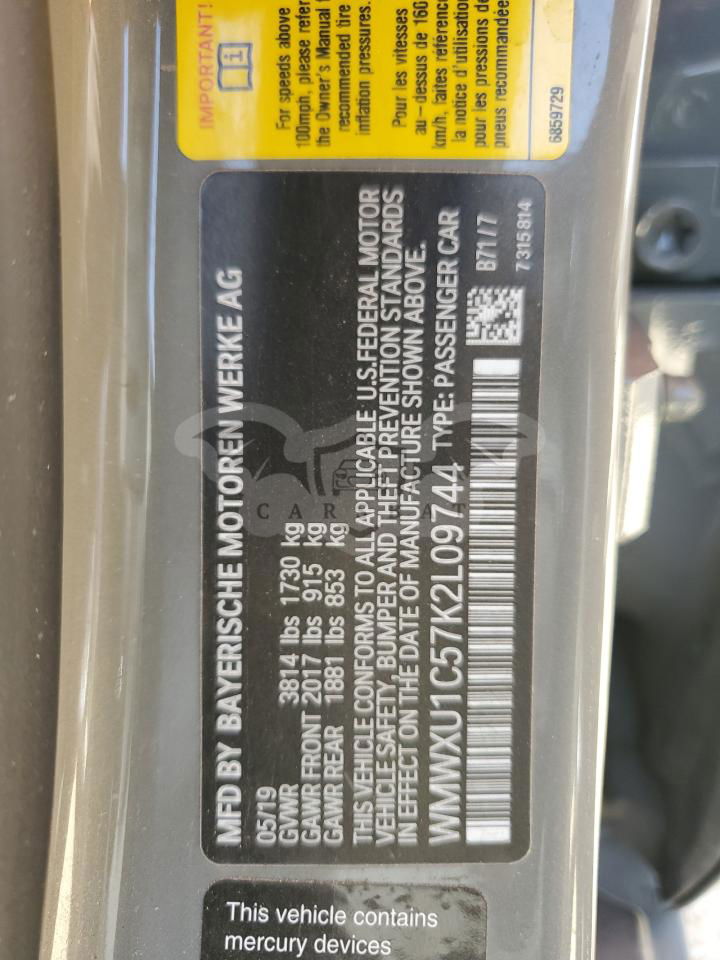 IMPORTANT!
For speeds above
100mph, please refer
the Owner's Manual
recommended tire
inflation pressures.
Pour les vitesses
au-dessus de 160
km/h, faites référence
la notice d'utilisation
pour les pressions de
pneus recommandées
6859729
MFD BY BAYERISCHE MOTOREN WERKE AG
05/19
GVWR 3814 lbs 1730 kg
GAWR FRONT 2017 lbs 915 kg
GAWR REAR 1881 lbs 853 kg
THIS VEHICLE CONFORMS TO ALL APPLICABLE U.S. FEDERAL MOTOR
VEHICLE SAFETY, BUMPER AND THEFT PREVENTION STANDARDS
IN EFFECT ON THE DATE OF MANUFACTURE SHOWN ABOVE.
WMWXU1C57K2L09744 TYPE: PASSENGER CAR
B71/7
7 315 814
This vehicle contains
mercury devices